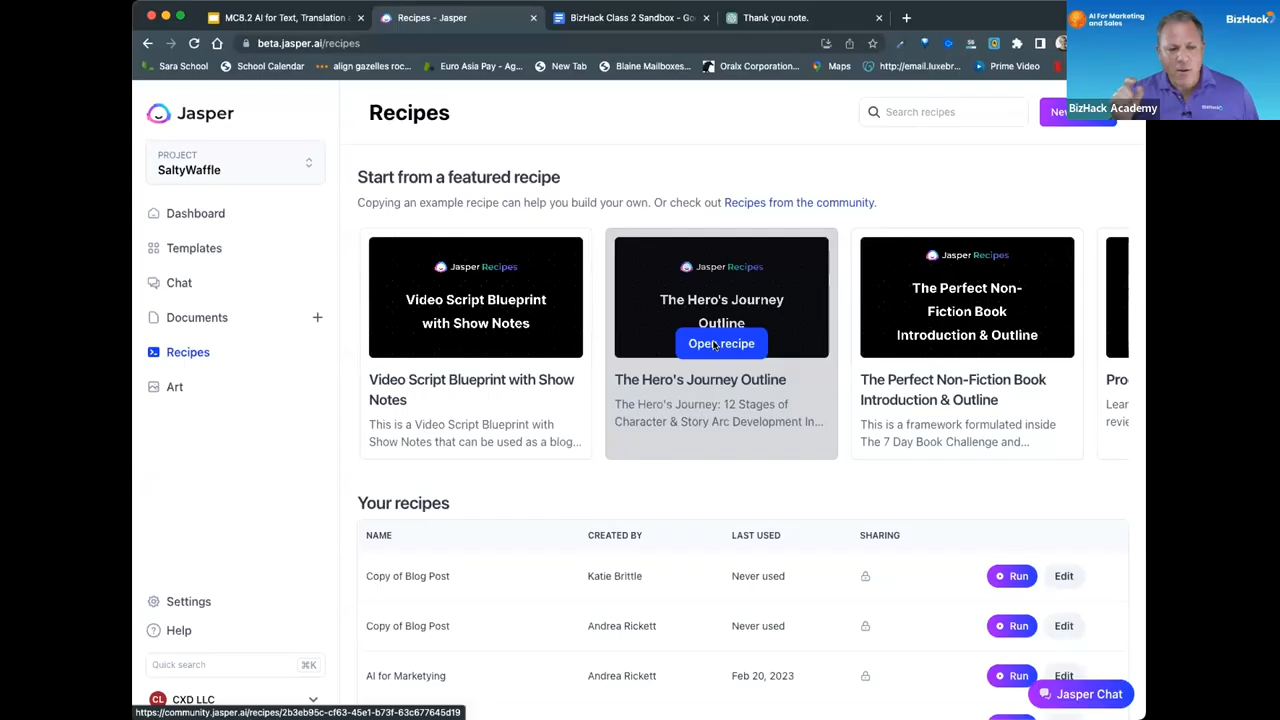 MC8.2 AI for Text, Translation a
Recipes - Jasper
BizHack Class 2 Sandbox - Go
Thank you note.
beta.jasper.ai/recipes
Sara School
School Calendar
align gazelles roc...
Euro Asia Pay - Ag...
New Tab
Blaine Mailboxes...
Oralx Corporation...
Maps
http://email.luxebr...
Prime Video
AI For Marketing
and Sales
BizHack
BizHack Academy
Jasper
Recipes
Search recipes
PROJECT
SaltyWaffle
Dashboard
Templates
Chat
Documents
Recipes
Art
Start from a featured recipe
Copying an example recipe can help you build your own. Or check out Recipes from the community.
Jasper Recipes
Video Script Blueprint
with Show Notes
Video Script Blueprint with Show
Notes
This is a Video Script Blueprint with
Show Notes that can be used as a blog...
Jasper Recipes
The Hero's Journey
Outline
Open recipe
The Hero's Journey Outline
The Hero's Journey: 12 Stages of
Character & Story Arc Development In...
Jasper Recipes
The Perfect Non-
Fiction Book
Introduction & Outline
The Perfect Non-Fiction Book
Introduction & Outline
This is a framework formulated inside
The 7 Day Book Challenge and...
Your recipes
NAME CREATED BY LAST USED SHARING
Copy of Blog Post Katie Brittle Never used Run Edit
Copy of Blog Post Andrea Rickett Never used Run Edit
AI for Marketying Andrea Rickett Feb 20, 2023 Run Edit
Settings
Help
Quick search ⌘K
CL CXD LLC
Jasper Chat
https://community.jasper.ai/recipes/2b3eb95c-cf63-45e1-b73f-63c677645d19